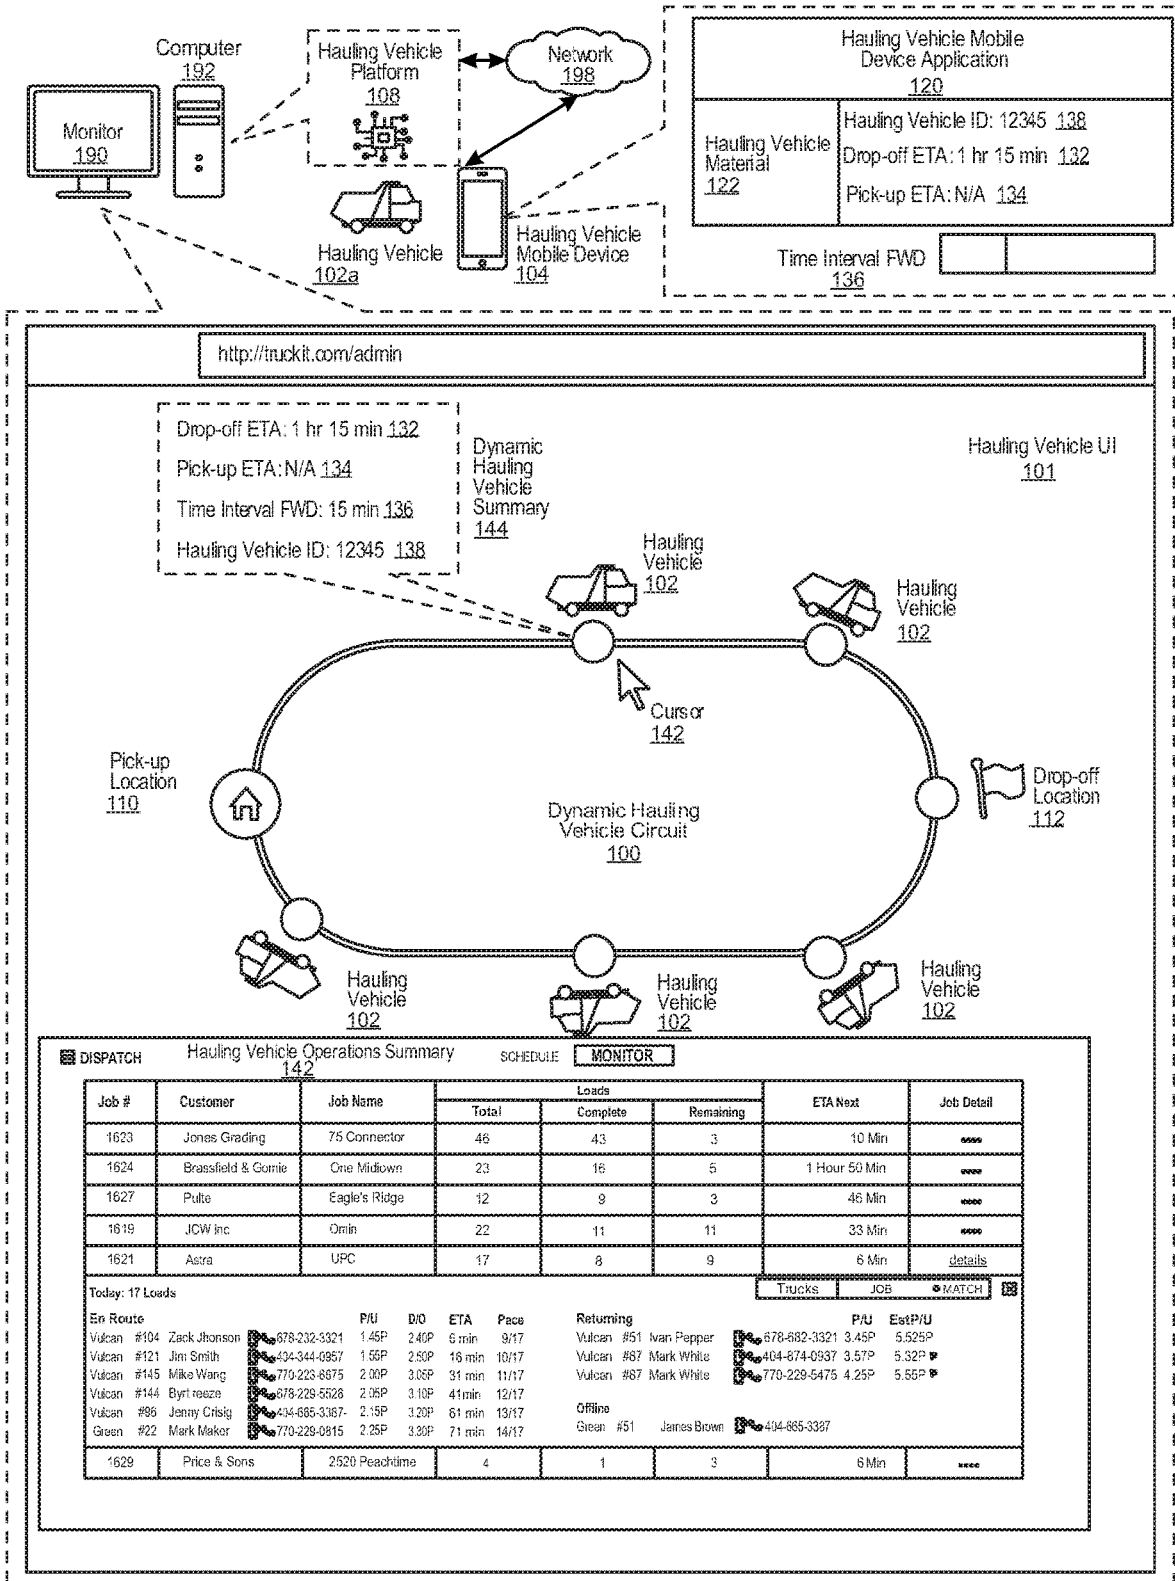 Computer
192
Monitor
190
Hauling Vehicle
Platform
108
Network
198
Hauling Vehicle
102a
Hauling Vehicle
Mobile Device
104
Hauling Vehicle Mobile
Device Application
120
Hauling Vehicle
Material
122
Hauling Vehicle ID: 12345 138
Drop-off ETA: 1 hr 15 min 132
Pick-up ETA: N/A 134
Time Interval FWD
136
http://truckit.com/admin
Drop-off ETA: 1 hr 15 min 132
Pick-up ETA: N/A 134
Time Interval FWD: 15 min 136
Hauling Vehicle ID: 12345 138
Dynamic
Hauling
Vehicle
Summary
144
Hauling Vehicle UI
101
Hauling
Vehicle
102
Hauling
Vehicle
102
Cursor
142
Pick-up
Location
110
Dynamic Hauling
Vehicle Circuit
100
Drop-off
Location
112
Hauling
Vehicle
102
Hauling
Vehicle
102
Hauling
Vehicle
102
DISPATCH Hauling Vehicle Operations Summary SCHEDULE MONITOR
142
Job # Customer Job Name Loads ETA Next Job Detail
Total Complete Remaining
1623 Jones Grading 75 Connector 46 43 3 10 Min
1624 Brassfield & Gorrie One Midtown 23 16 5 1 Hour 50 Min
1627 Pulte Eagle's Ridge 12 9 3 46 Min
1619 JCW Inc Omin 22 11 11 33 Min
1621 Astra UPC 17 8 9 6 Min details
Today: 17 Loads Trucks JOB MATCH
En Route P/U D/O ETA Pace Returning P/U Est P/U
Vulcan #104 Zack Jhonson 678-232-3321 1.45P 2.40P 6 min 9/17 Vulcan #51 Ivan Pepper 678-682-3321 3.45P 5.525P
Vulcan #121 Jim Smith 404-344-0957 1.55P 2.50P 16 min 10/17 Vulcan #67 Mark White 404-874-0937 3.57P 5.32P
Vulcan #145 Mike Wang 770-223-6675 2.00P 3.05P 31 min 11/17 Vulcan #67 Mark White 770-229-5475 4.25P 5.55P
Vulcan #144 Byrt reeze 678-229-5528 2.05P 3.10P 41min 12/17
Vulcan #96 Jenny Crisig 404-665-3367- 2.15P 3.20P 61 min 13/17 Offline
Green #22 Mark Maker 770-229-0815 2.25P 3.30P 71 min 14/17 Green #51 James Brown 404-665-3387
1629 Price & Sons 2520 Peachtime 4 1 3 6 Min